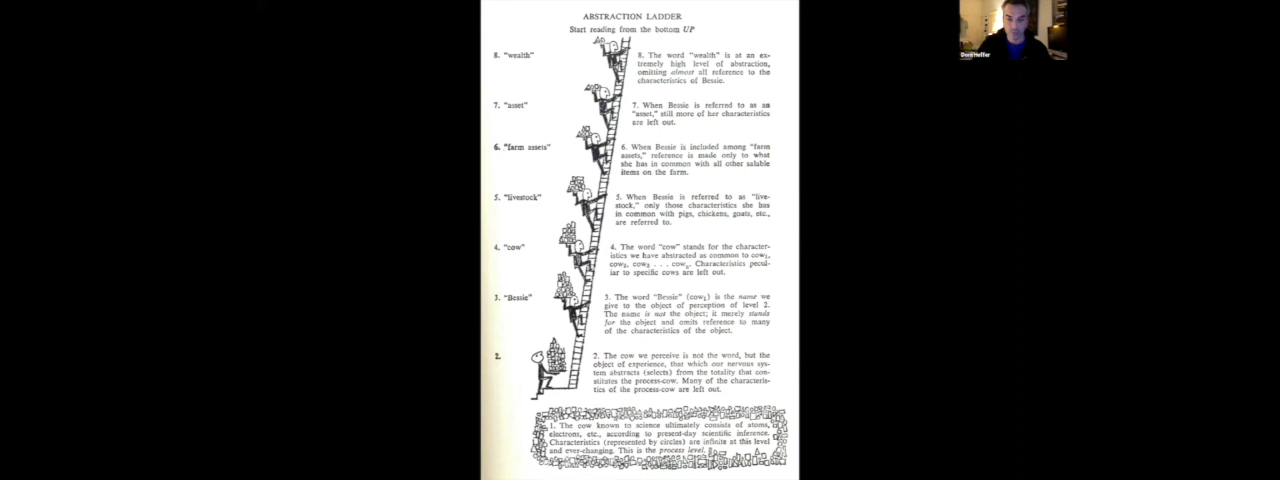 ABSTRACTION LADDER
Start reading from the bottom UP
8. "wealth"
8. The word "wealth" is at an ex-
tremely high level of abstraction,
omitting almost all reference to the
characteristics of Bessie.
7. "asset"
7. When Bessie is referred to as an
"asset," still more of her characteristics
are left out.
6. "farm assets"
6. When Bessie is included among "farm
assets," reference is made only to what
she has in common with all other salable
items on the farm.
5. "livestock"
5. When Bessie is referred to as "live-
stock," only those characteristics she has
in common with pigs, chickens, goats, etc.,
are referred to.
4. "cow"
4. The word "cow" stands for the character-
istics we have abstracted as common to cow₁,
cow₂, cow₃ . . . cowₙ. Characteristics pecul-
iar to specific cows are left out.
3. "Bessie"
3. The word "Bessie" (cow₁) is the name we
give to the object of perception of level 2.
The name is not the object; it merely stands
for the object and omits reference to many
of the characteristics of the object.
2.
2. The cow we perceive is not the word, but the
object of experience, that which our nervous sys-
tem abstracts (selects) from the totality that con-
stitutes the process-cow. Many of the characteris-
tics of the process-cow are left out.
1. The cow known to science ultimately consists of atoms,
electrons, etc., according to present-day scientific inference.
Characteristics (represented by circles) are infinite at this level
and ever-changing. This is the process level.